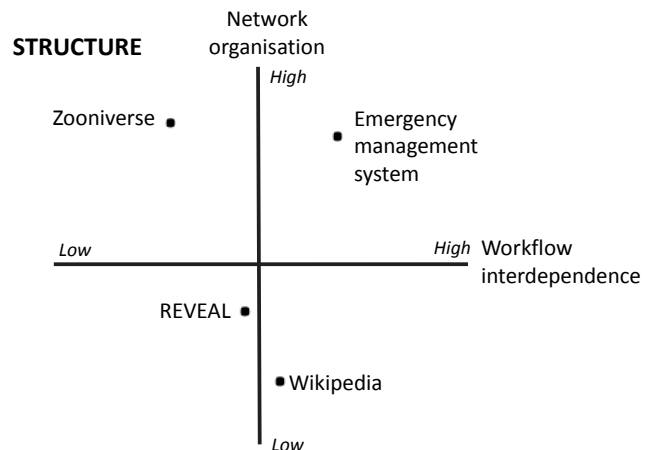 Network
organisation
STRUCTURE
High
Zooniverse
Emergency
management
system
Low
High
Workflow
interdependence
REVEAL
Wikipedia
Low